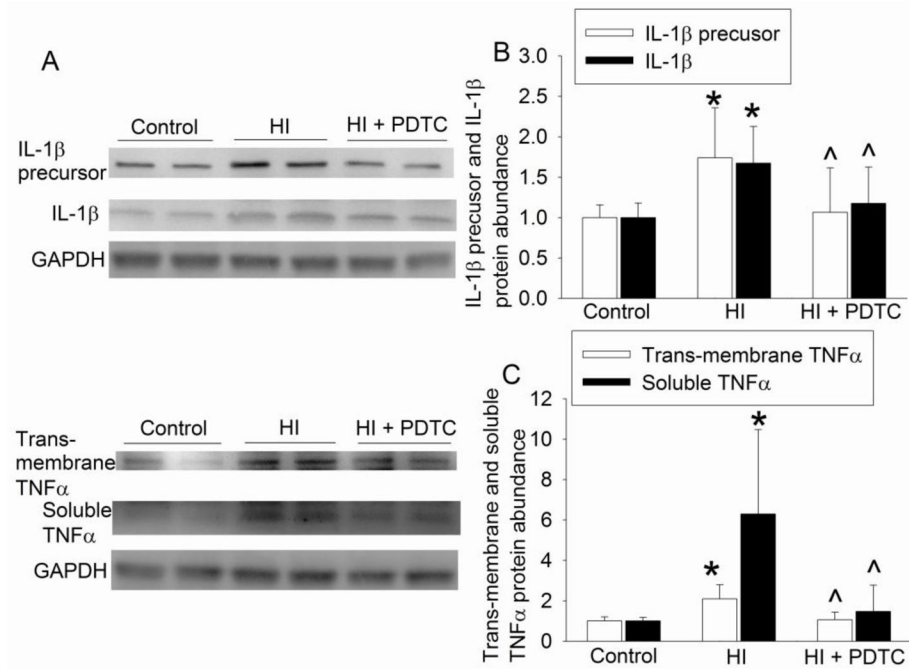 A
Control HI HI + PDTC
IL-1β
precursor
IL-1β
GAPDH
Control HI HI + PDTC
Trans-
membrane
TNFα
Soluble
TNFα
GAPDH
B
IL-1β precusor
IL-1β
IL-1β precusor and IL-1β
protein abundance
3.0
2.5
2.0
1.5
1.0
0.5
0.0
* *
^ ^
Control HI HI + PDTC
C
Trans-membrane TNFα
Soluble TNFα
Trans-membrane and soluble
TNFα protein abundance
12
10
8
6
4
2
0
*
*
^ ^
Control HI HI + PDTC